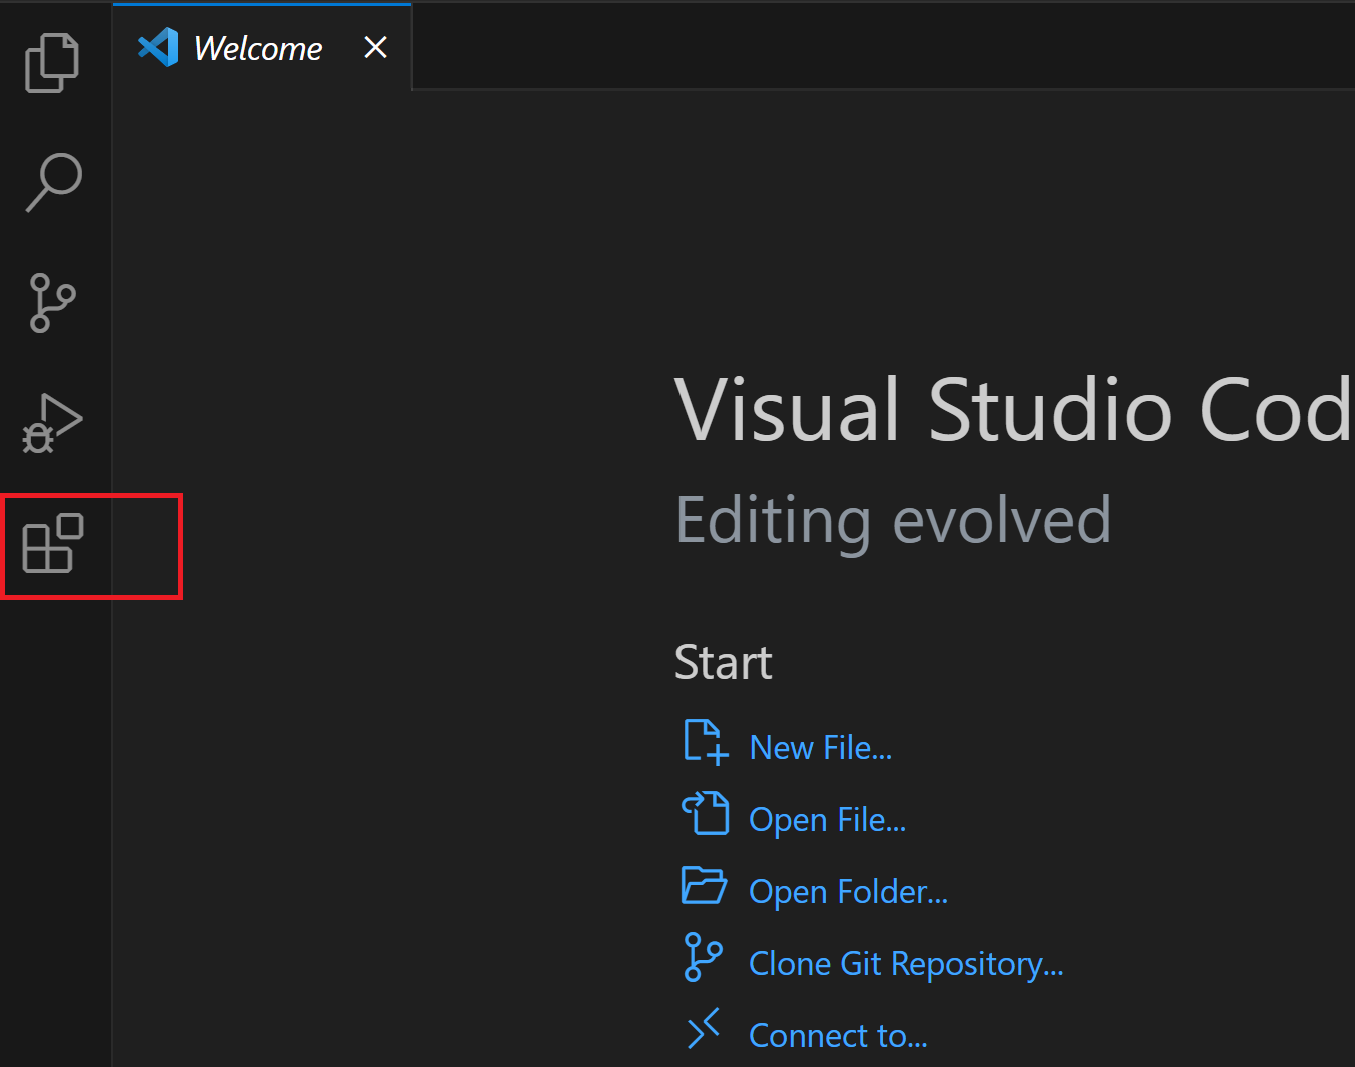 Welcome
Visual Studio Cod
Editing evolved
Start
New File...
Open File...
Open Folder...
Clone Git Repository...
Connect to...